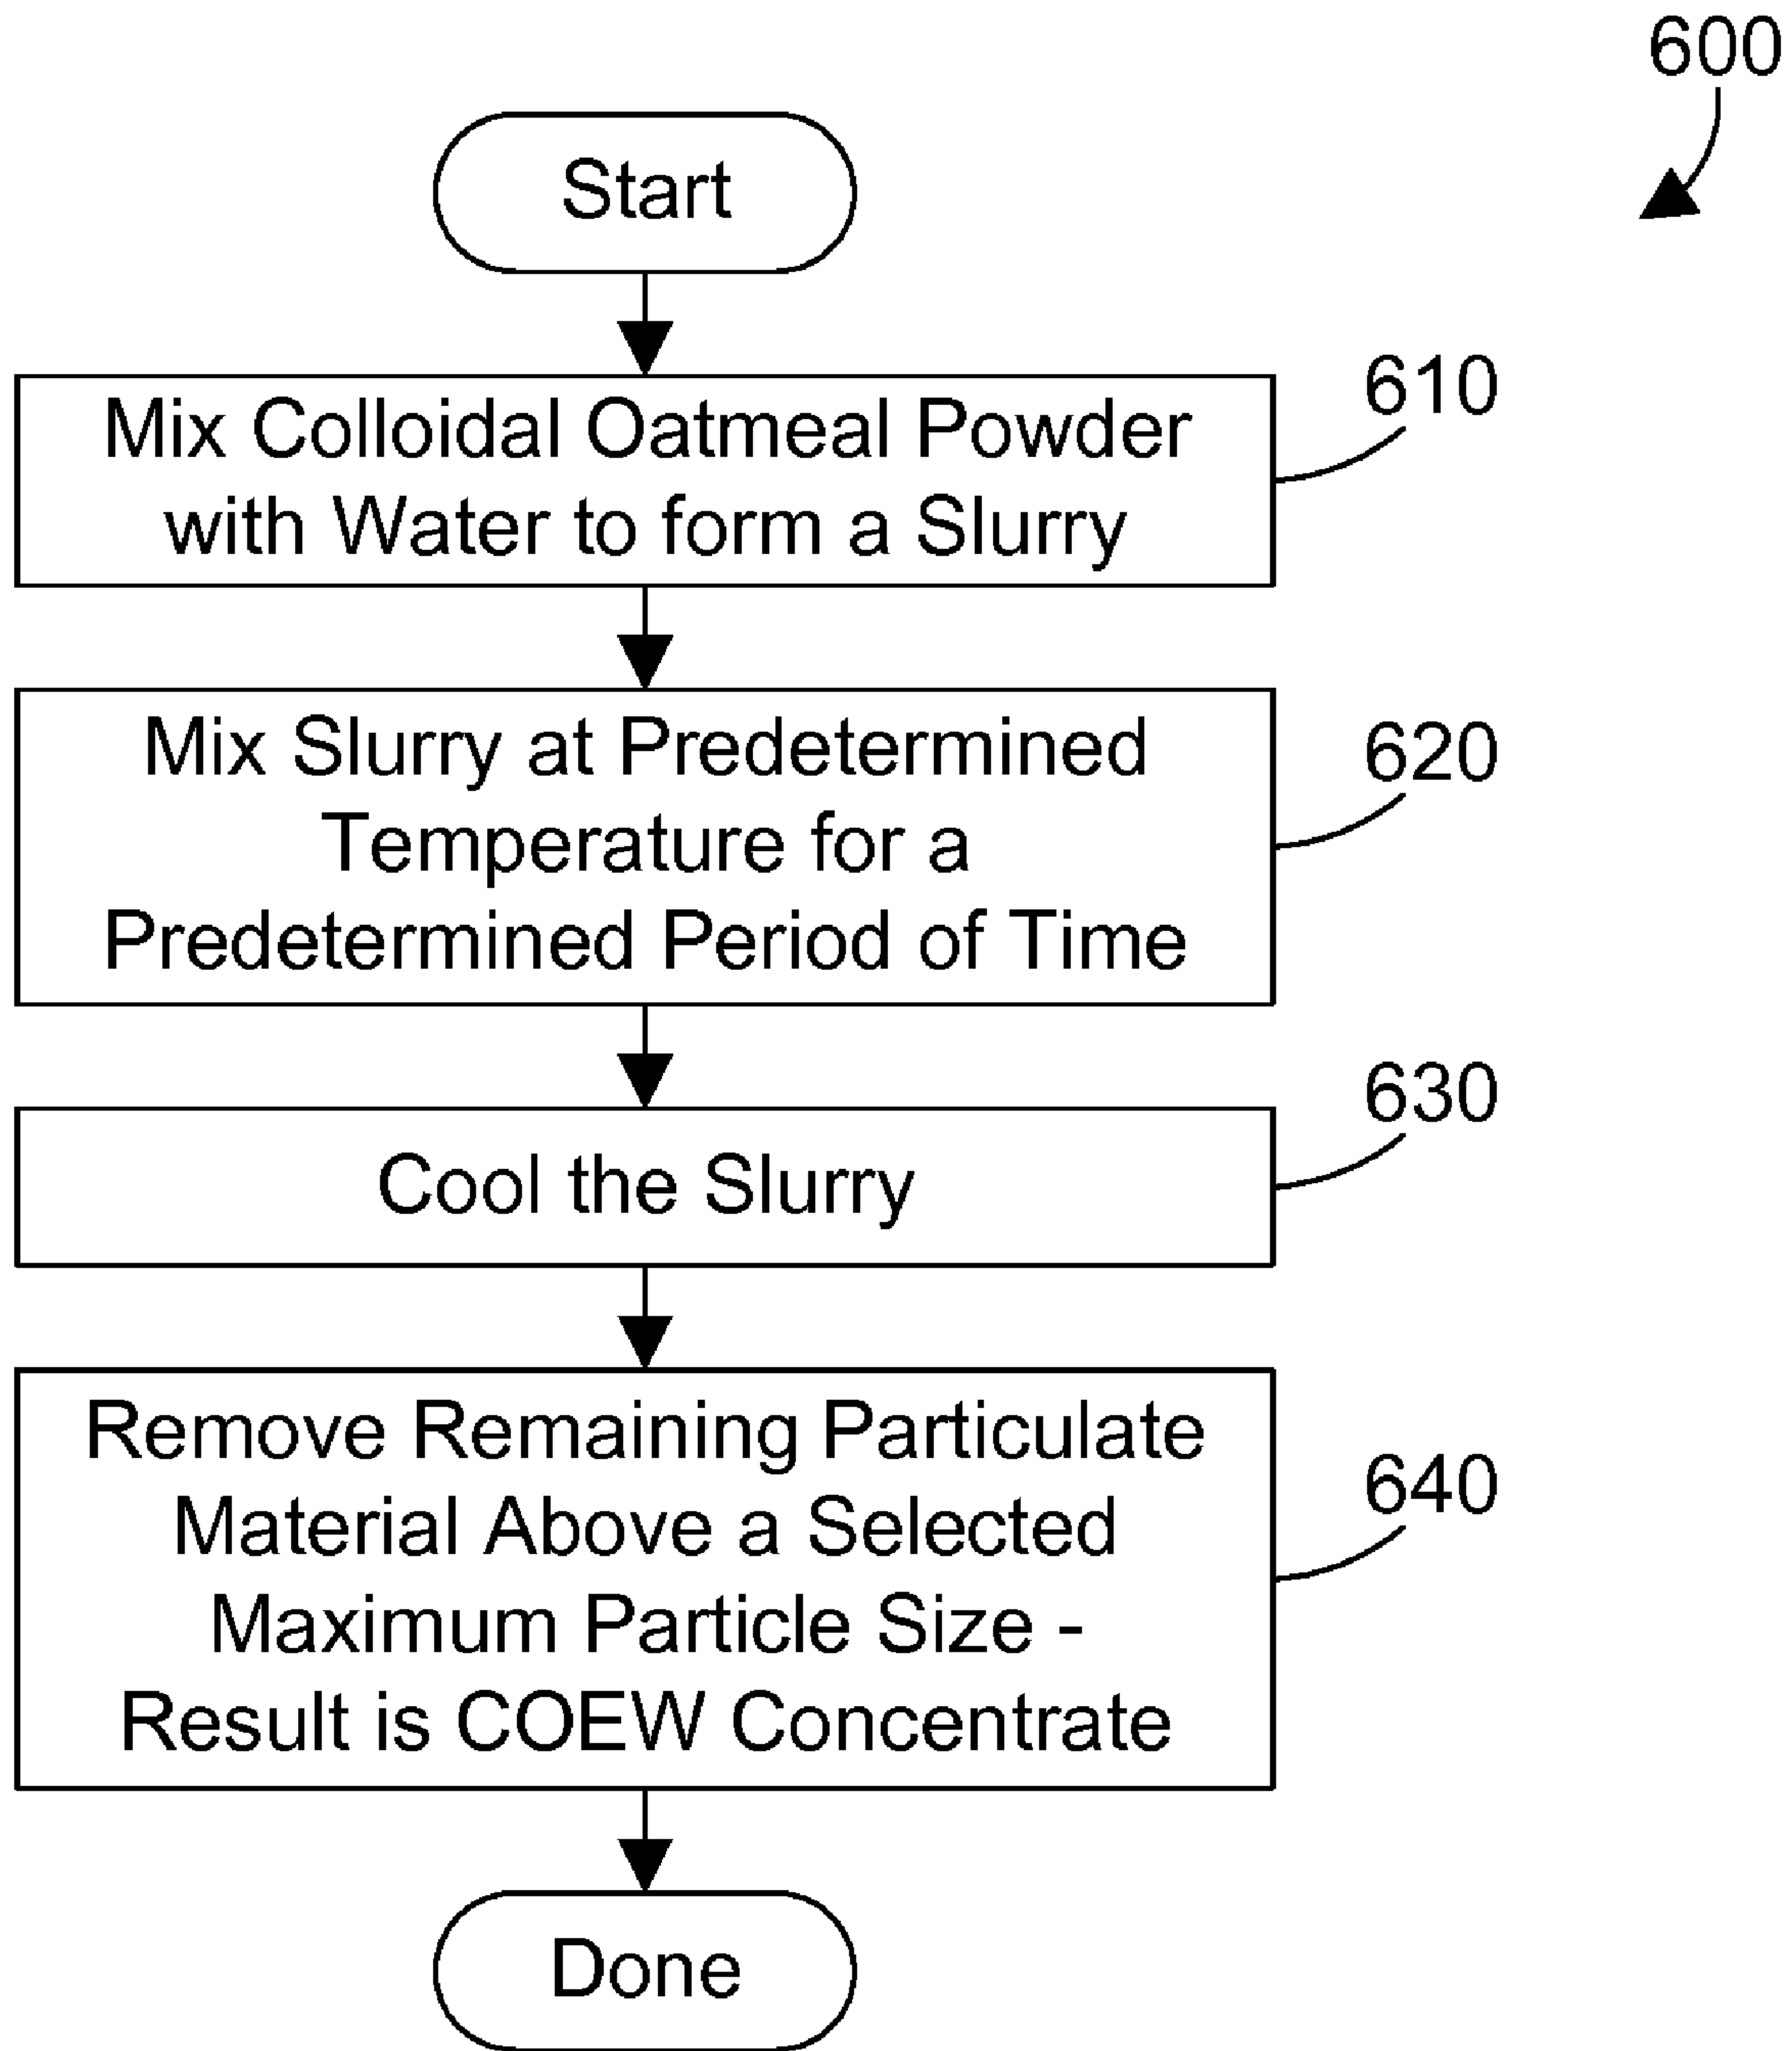 600
Start
Mix Colloidal Oatmeal Powder
with Water to form a Slurry
610
Mix Slurry at Predetermined
Temperature for a
Predetermined Period of Time
620
Cool the Slurry
630
Remove Remaining Particulate
Material Above a Selected
Maximum Particle Size -
Result is COEW Concentrate
640
Done